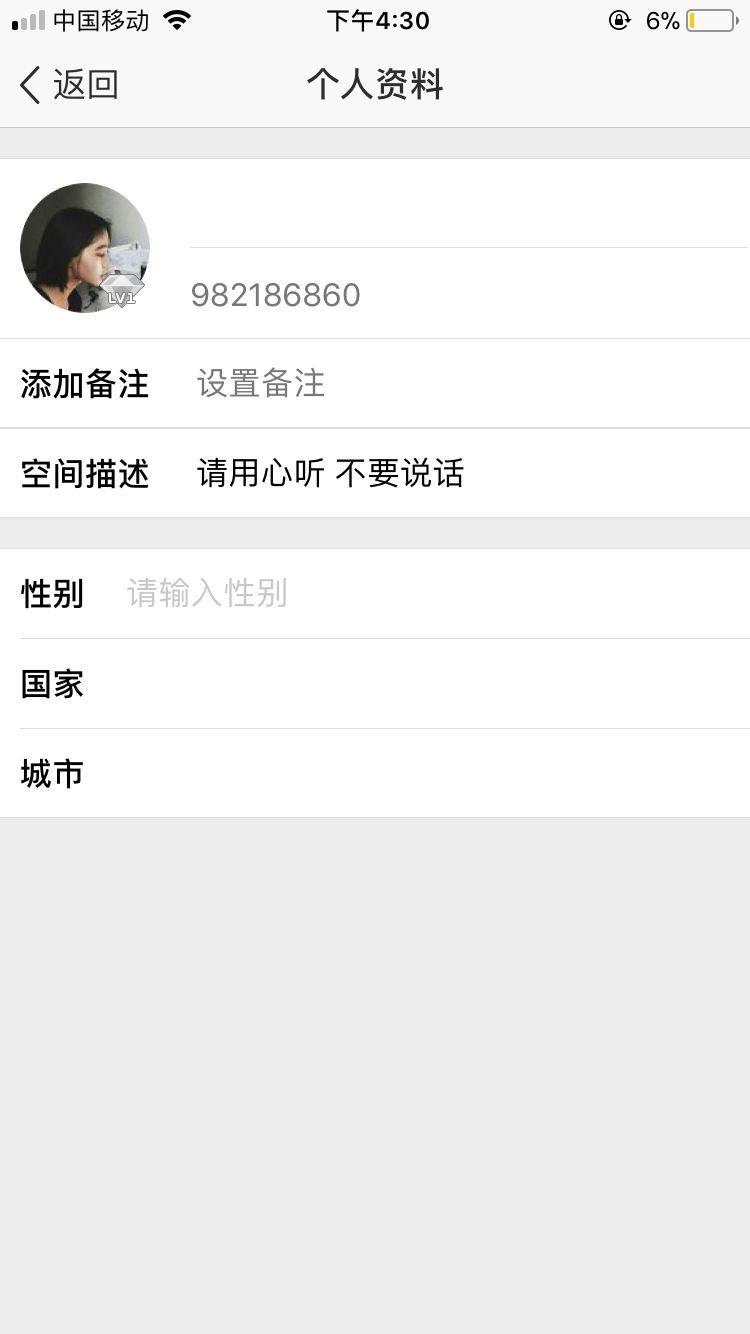 中国移动 下午4:30 6%
返回 个人资料
LV1
982186860
添加备注 设置备注
空间描述 请用心听 不要说话
性别 请输入性别
国家
城市